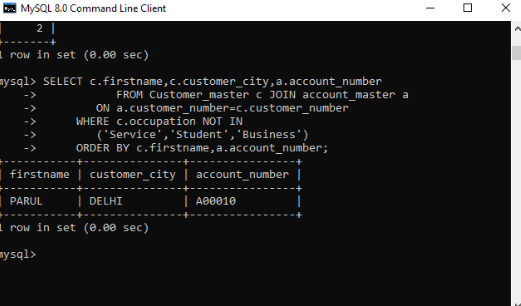 MySQL 8.0 Command Line Client
|     2 |
+-------+
1 row in set (0.00 sec)
mysql> SELECT c.firstname,c.customer_city,a.account_number
    ->            FROM Customer_master c JOIN account_master a
    ->         ON a.customer_number=c.customer_number
    ->      WHERE c.occupation NOT IN
    ->         ('Service','Student','Business')
    ->      ORDER BY c.firstname,a.account_number;
+-----------+---------------+----------------+
| firstname | customer_city | account_number |
+-----------+---------------+----------------+
| PARUL     | DELHI         | A00010         |
+-----------+---------------+----------------+
1 row in set (0.00 sec)
mysql>